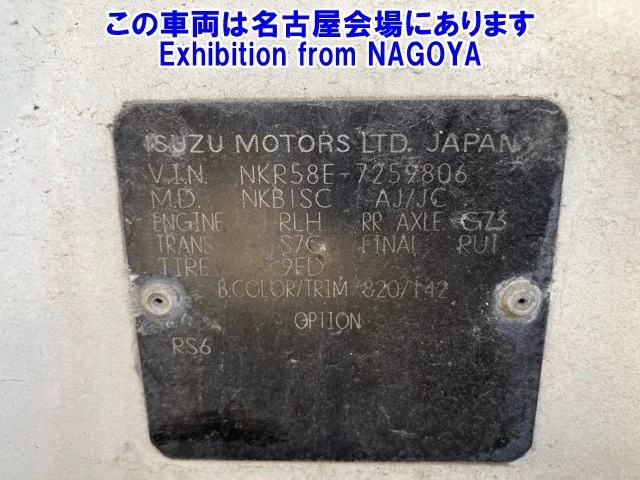 この車両は名古屋会場にあります
Exhibition from NAGOYA
ISUZU MOTORS LTD. JAPAN
V.I.N. NKR58E-7259806
M.D. NKB1SC AJ/JC
ENGINE RLH RR AXLE GZ3
TRANS S7G FINAL RU1
TIRE 9ED
B.COLOR/TRIM 820/142
OPTION
RS6